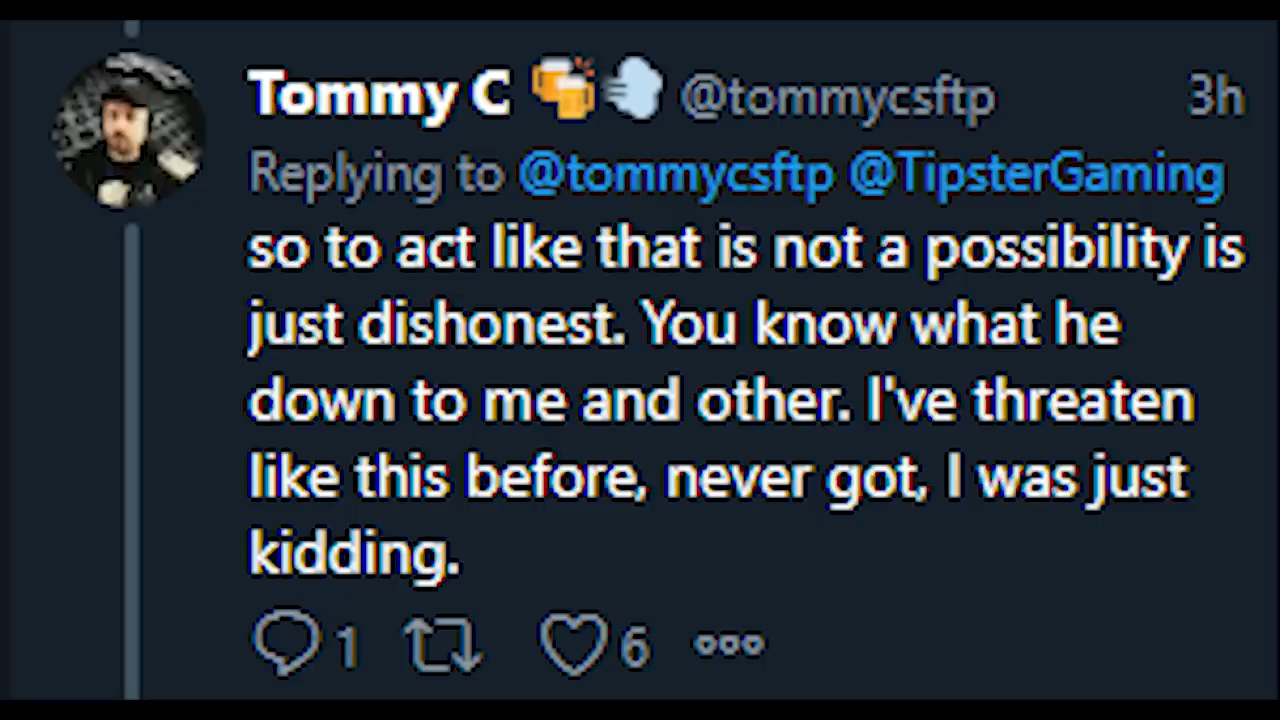 Tommy C 🍻💨 @tommycsftp 3h
Replying to @tommycsftp @TipsterGaming
so to act like that is not a possibility is
just dishonest. You know what he
down to me and other. I've threaten
like this before, never got, I was just
kidding.
1 6